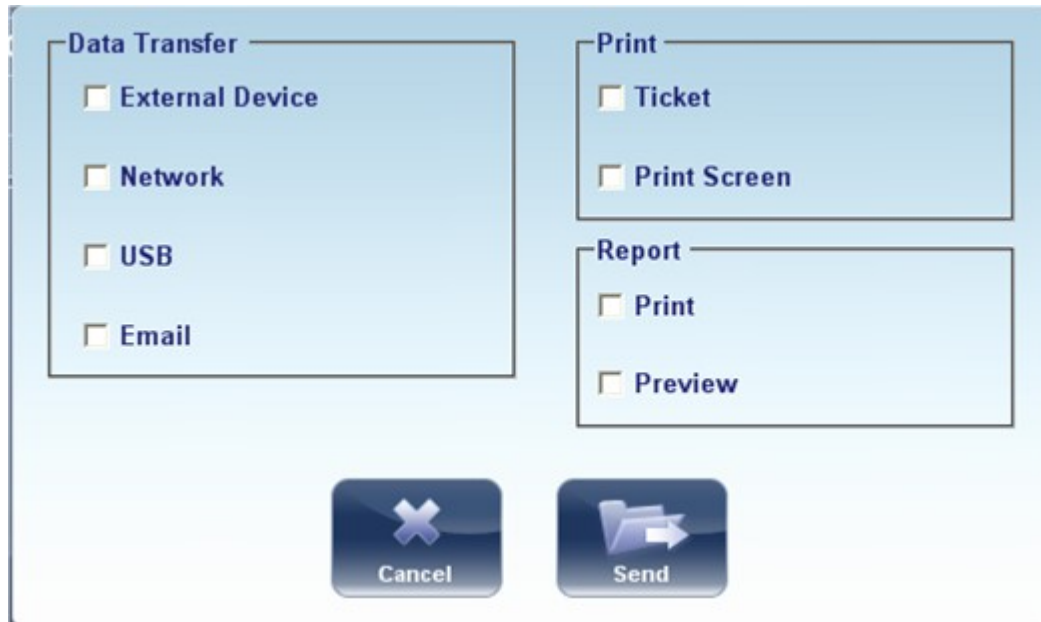 Data Transfer
External Device
Network
USB
Email
Print
Ticket
Print Screen
Report
Print
Preview
Cancel
Send